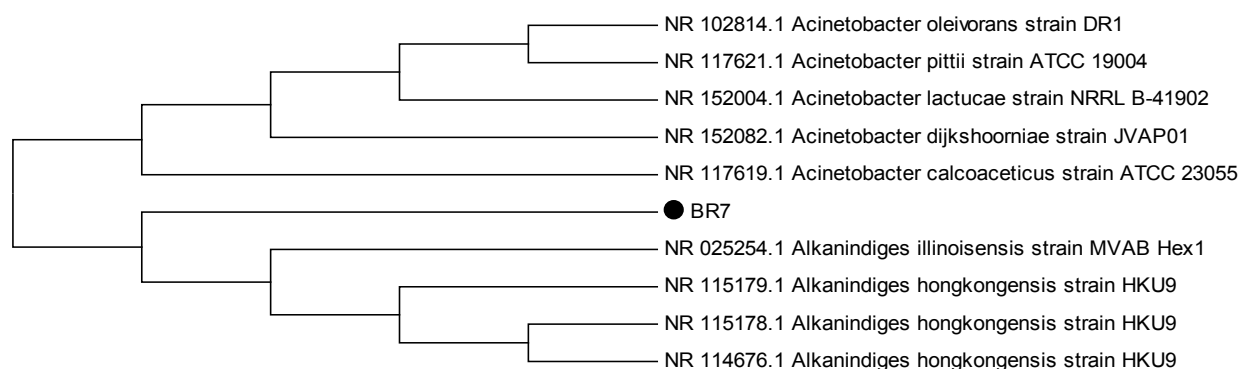 NR 102814.1 Acinetobacter oleivorans strain DR1
NR 117621.1 Acinetobacter pittii strain ATCC 19004
NR 152004.1 Acinetobacter lactucae strain NRRL B-41902
NR 152082.1 Acinetobacter dijkshoorniae strain JVAP01
NR 117619.1 Acinetobacter calcoaceticus strain ATCC 23055
BR7
NR 025254.1 Alkanindiges illinoisensis strain MVAB Hex1
NR 115179.1 Alkanindiges hongkongensis strain HKU9
NR 115178.1 Alkanindiges hongkongensis strain HKU9
NR 114676.1 Alkanindiges hongkongensis strain HKU9